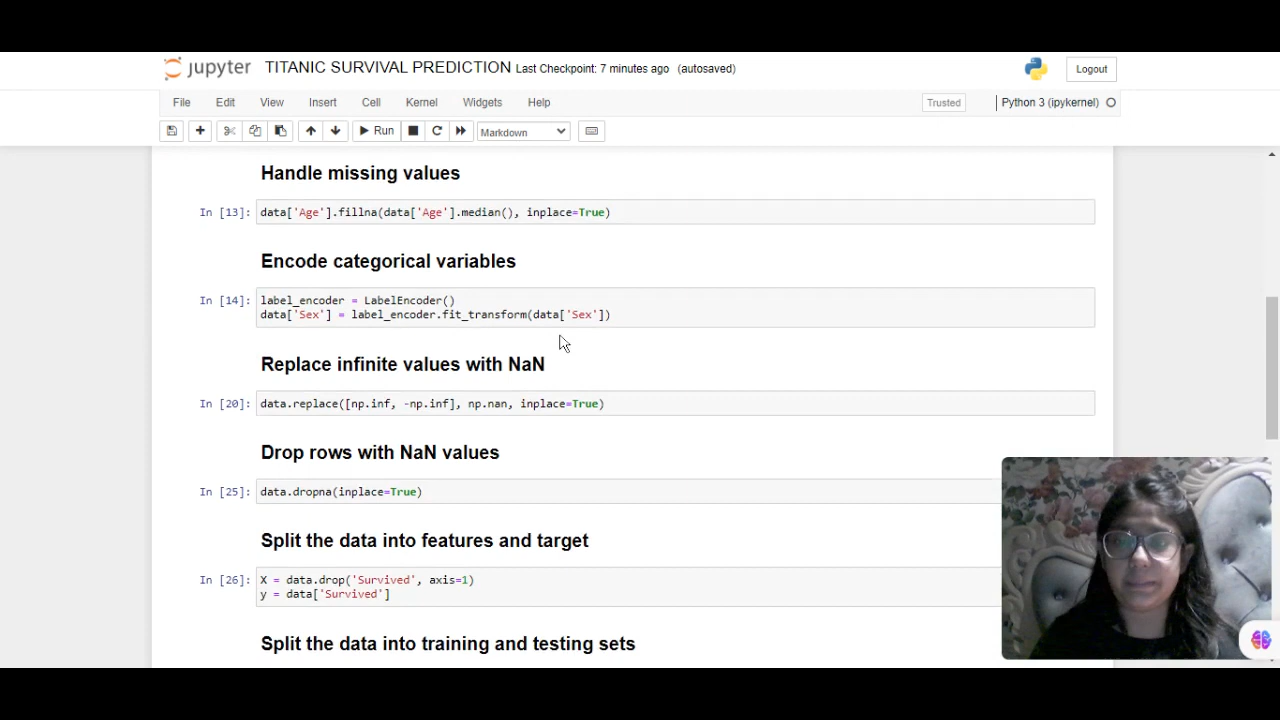 jupyter TITANIC SURVIVAL PREDICTION Last Checkpoint: 7 minutes ago (autosaved) Logout
File Edit View Insert Cell Kernel Widgets Help Trusted Python 3 (ipykernel)
Run Markdown
Handle missing values
In [13]: data['Age'].fillna(data['Age'].median(), inplace=True)
Encode categorical variables
In [14]: label_encoder = LabelEncoder()
data['Sex'] = label_encoder.fit_transform(data['Sex'])
Replace infinite values with NaN
In [20]: data.replace([np.inf, -np.inf], np.nan, inplace=True)
Drop rows with NaN values
In [25]: data.dropna(inplace=True)
Split the data into features and target
In [26]: X = data.drop('Survived', axis=1)
y = data['Survived']
Split the data into training and testing sets